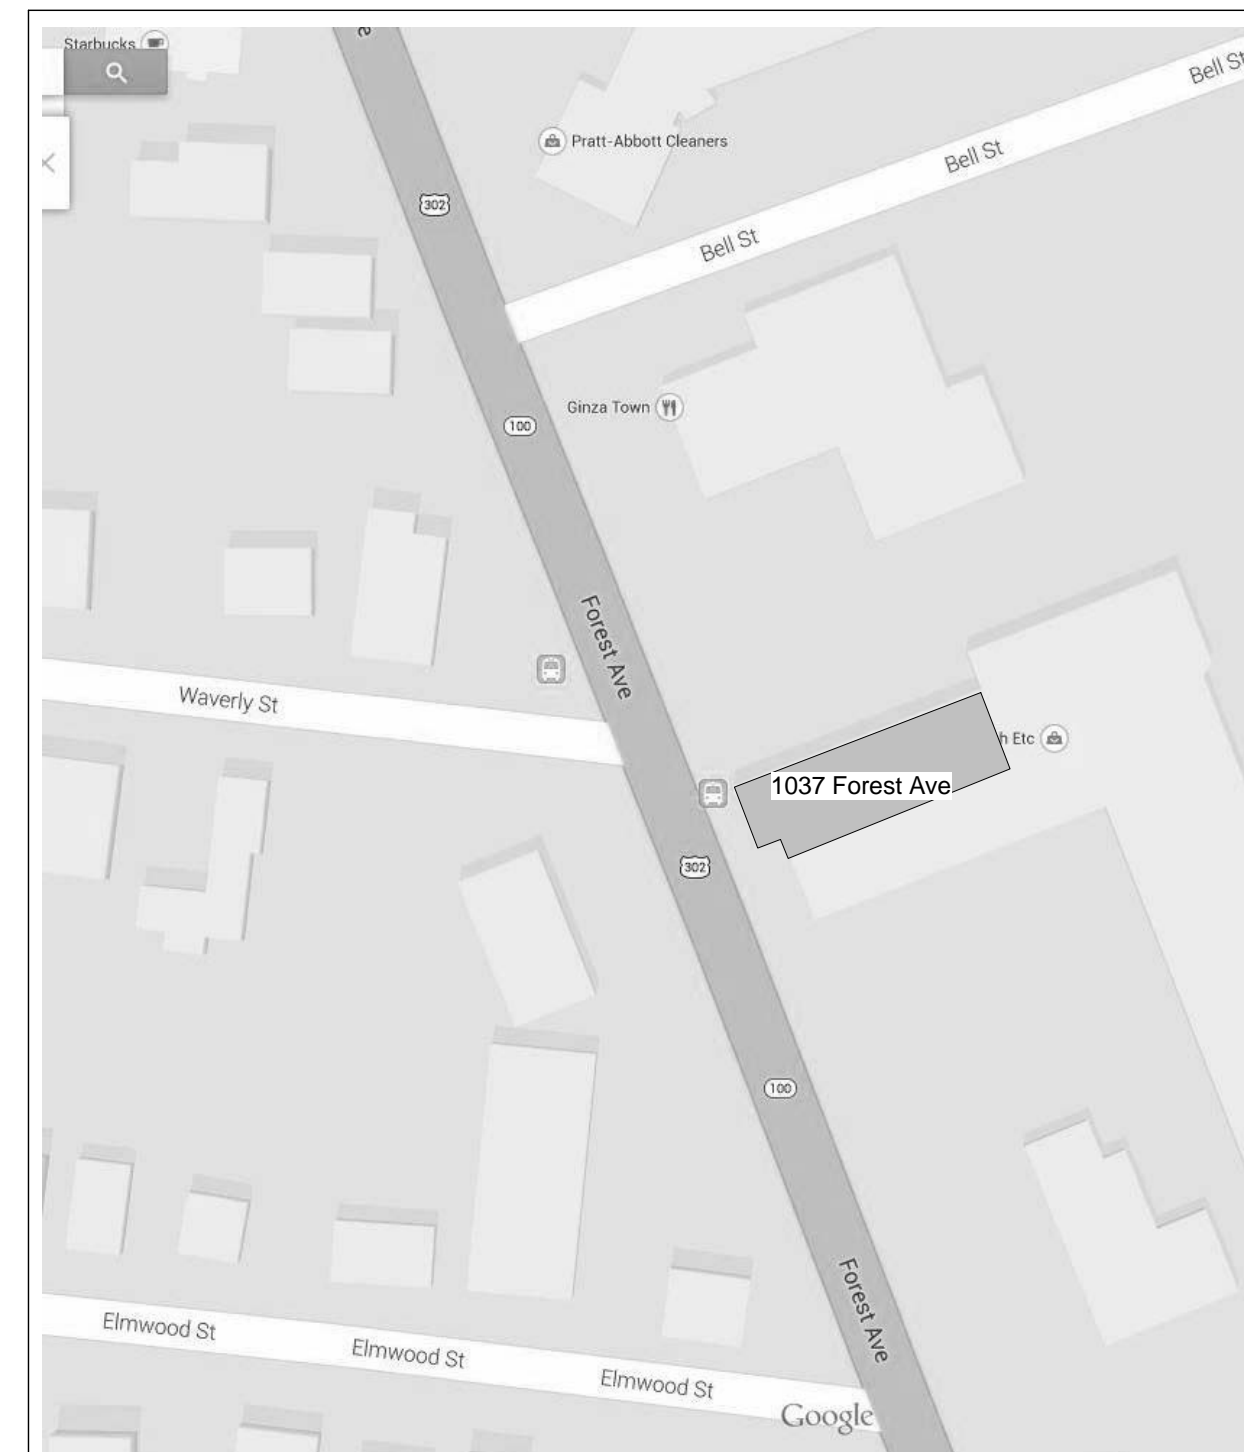 Starbucks
Bell St
Pratt-Abbott Cleaners
Bell St
302
Bell St
Ginza Town
100
Forest Ave
Waverly St
h Etc
1037 Forest Ave
302
100
Forest Ave
Elmwood St
Elmwood St
Elmwood St
Google